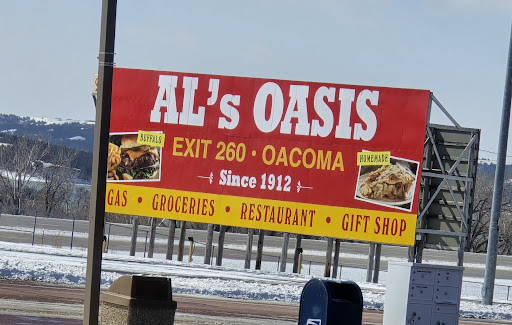 AL's OASIS
BUFFALO
EXIT 260 • OACOMA
HOMEMADE
Since 1912
GAS • GROCERIES • RESTAURANT • GIFT SHOP